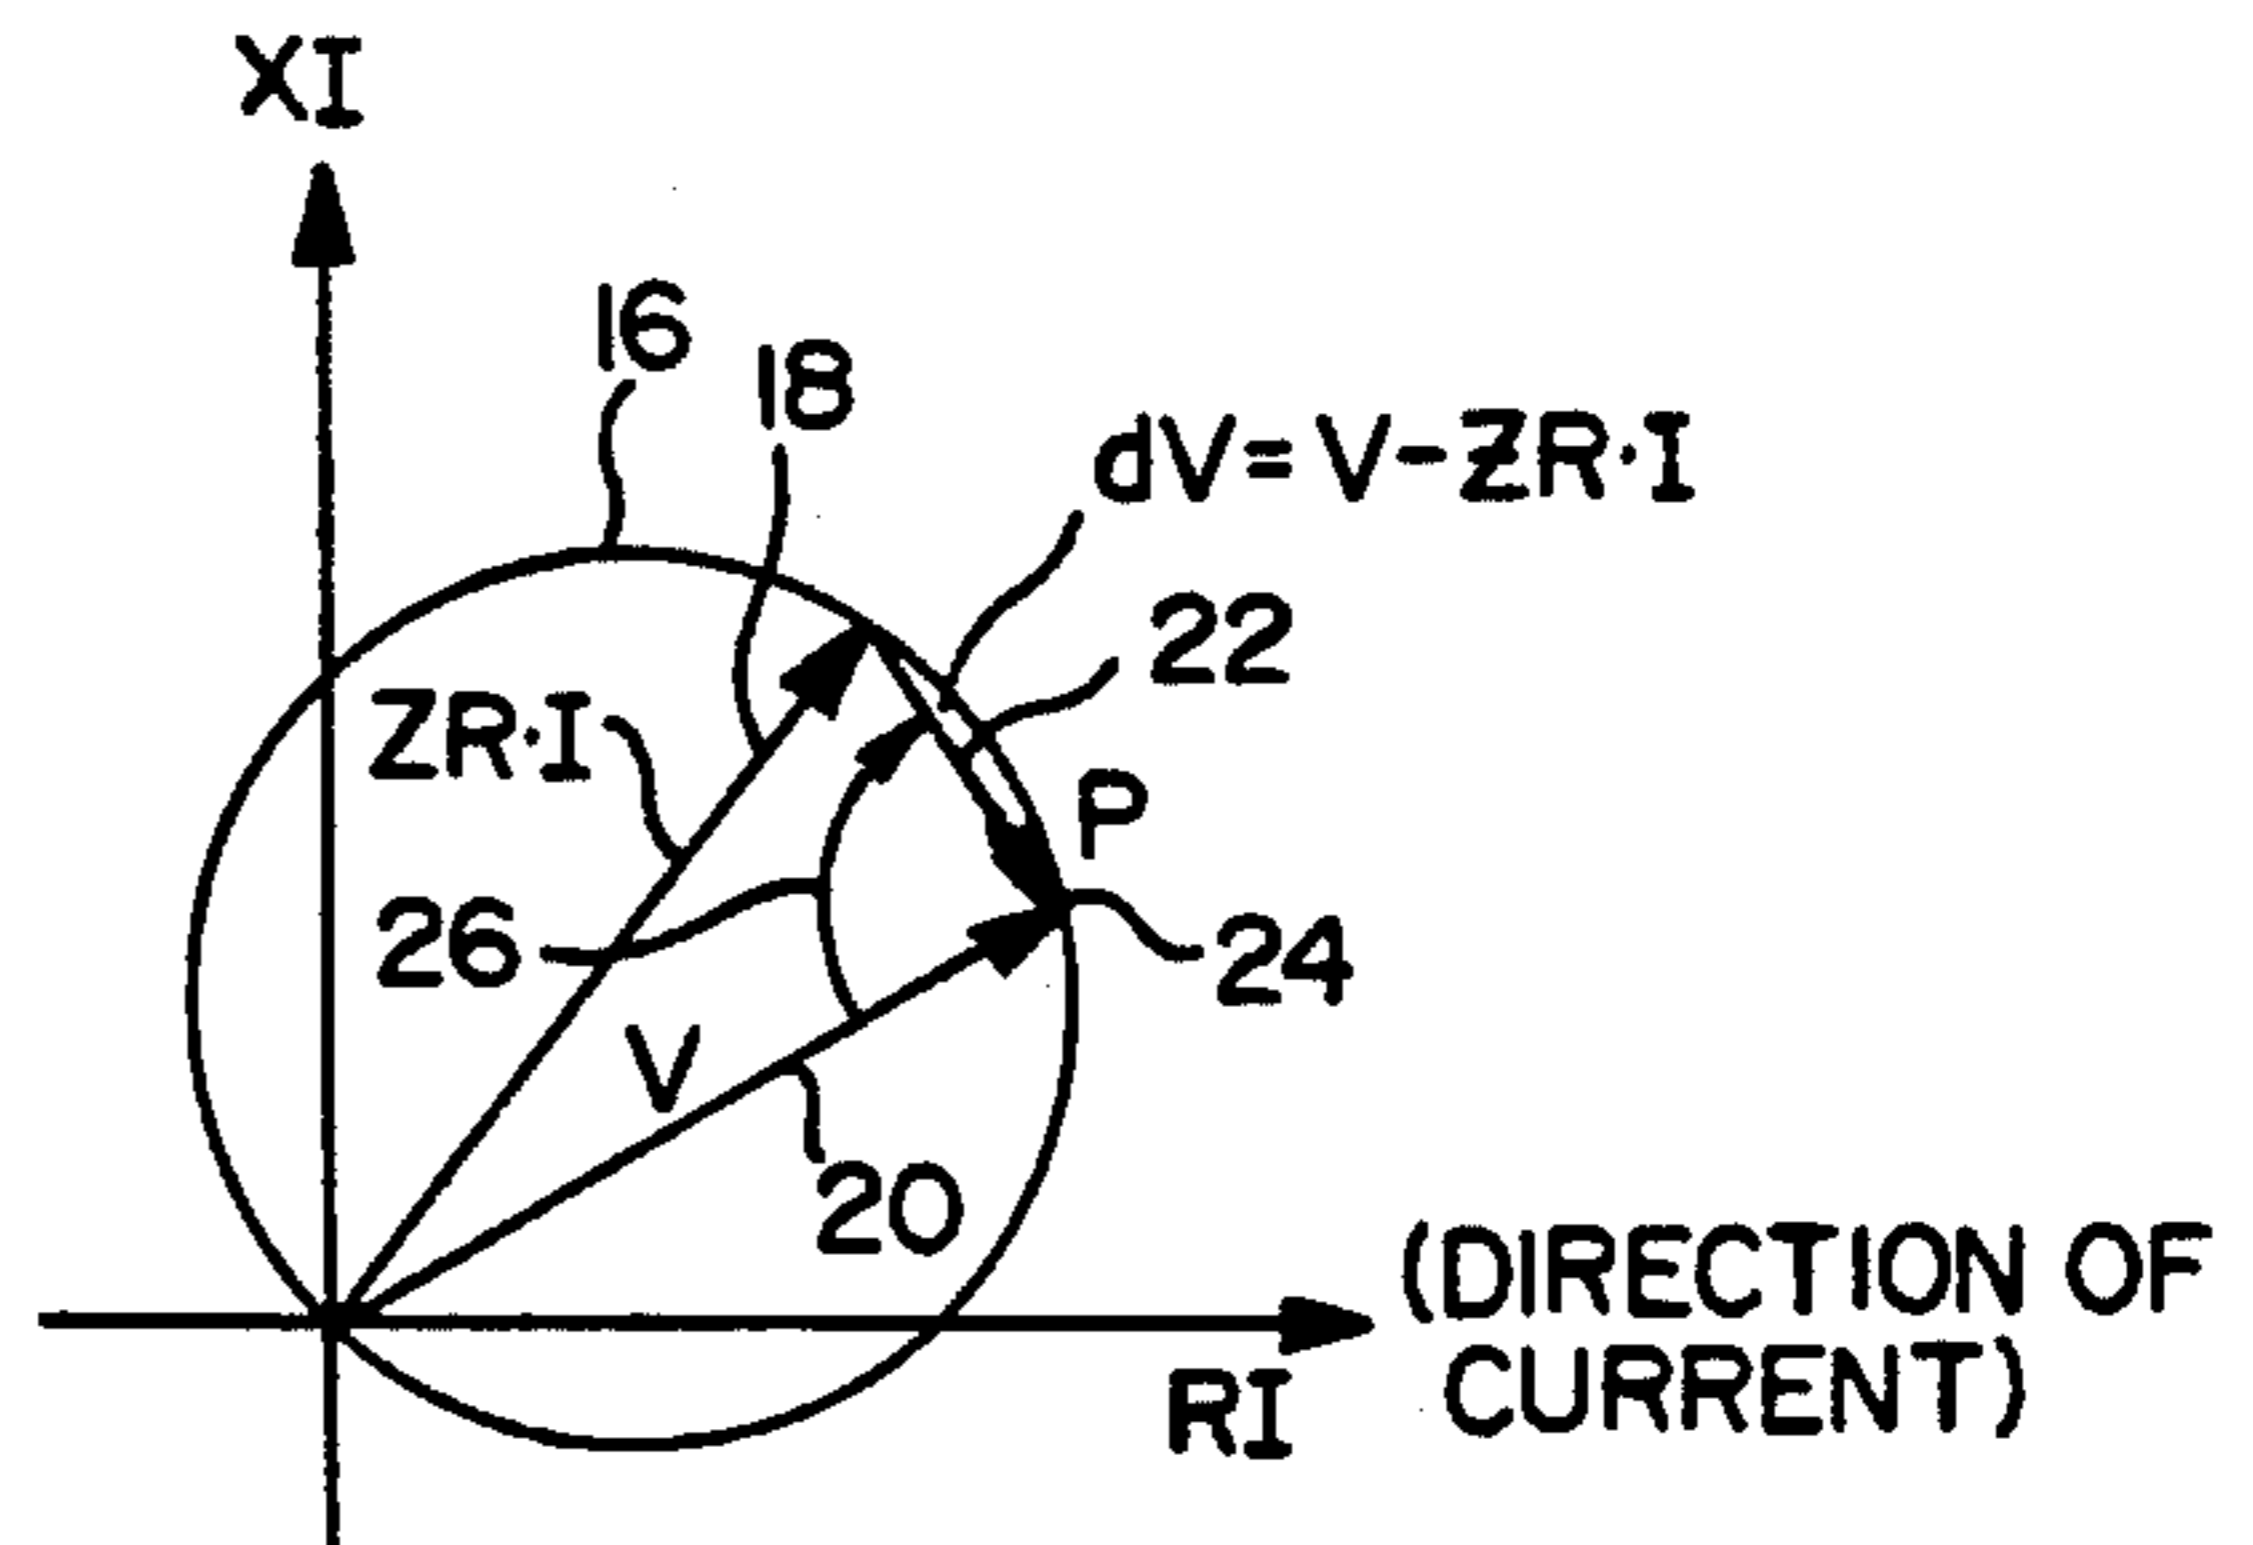 XI
16
18
dV=V-ZR·I
22
ZR·I
P
26
24
V
20
(DIRECTION OF
CURRENT)
RI